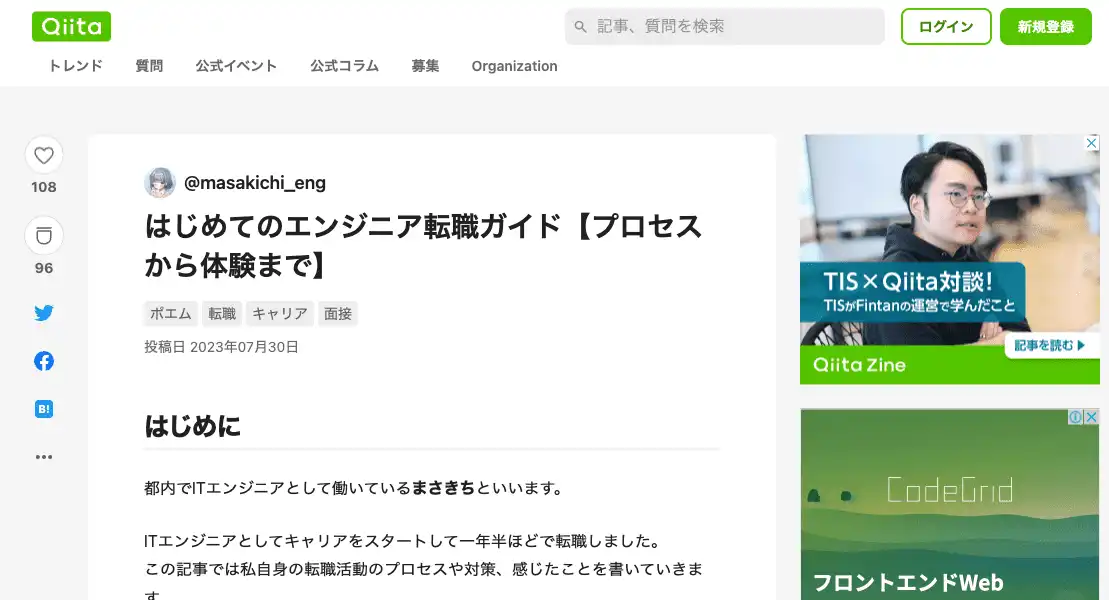 Qiita
記事、質問を検索
ログイン
新規登録
トレンド
質問
公式イベント
公式コラム
募集
Organization
108
96
B!
@masakichi_eng
はじめてのエンジニア転職ガイド【プロセス
から体験まで】
ポエム
転職
キャリア
面接
投稿日 2023年07月30日
はじめに
都内でITエンジニアとして働いているまさきちといいます。
ITエンジニアとしてキャリアをスタートして一年半ほどで転職しました。
この記事では私自身の転職活動のプロセスや対策、感じたことを書いていきま
す。
TIS×Qiita対談!
TISがFintanの運営で学んだこと
記事を読む
Qiita Zine
CodeGrid
フロントエンドWeb